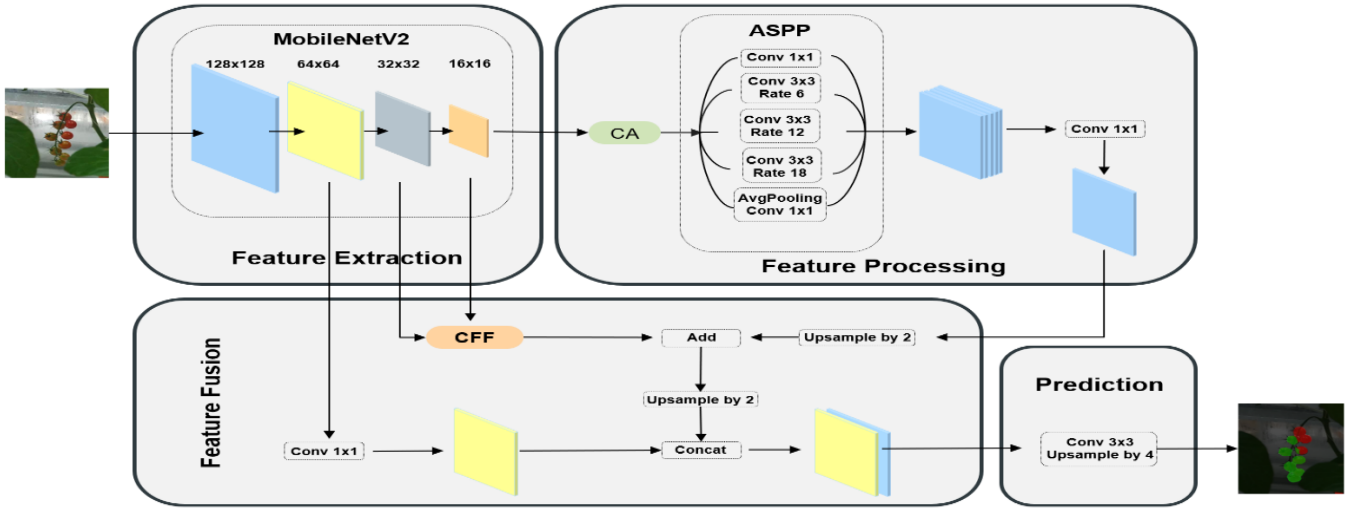 MobileNetV2
128x128
64x64
32x32
16x16
Feature Extraction
CA
ASPP
Conv 1x1
Conv 3x3
Rate 6
Conv 3x3
Rate 12
Conv 3x3
Rate 18
AvgPooling
Conv 1x1
Conv 1x1
Feature Processing
Feature Fusion
CFF
Add
Upsample by 2
Upsample by 2
Conv 1x1
Concat
Prediction
Conv 3x3
Upsample by 4